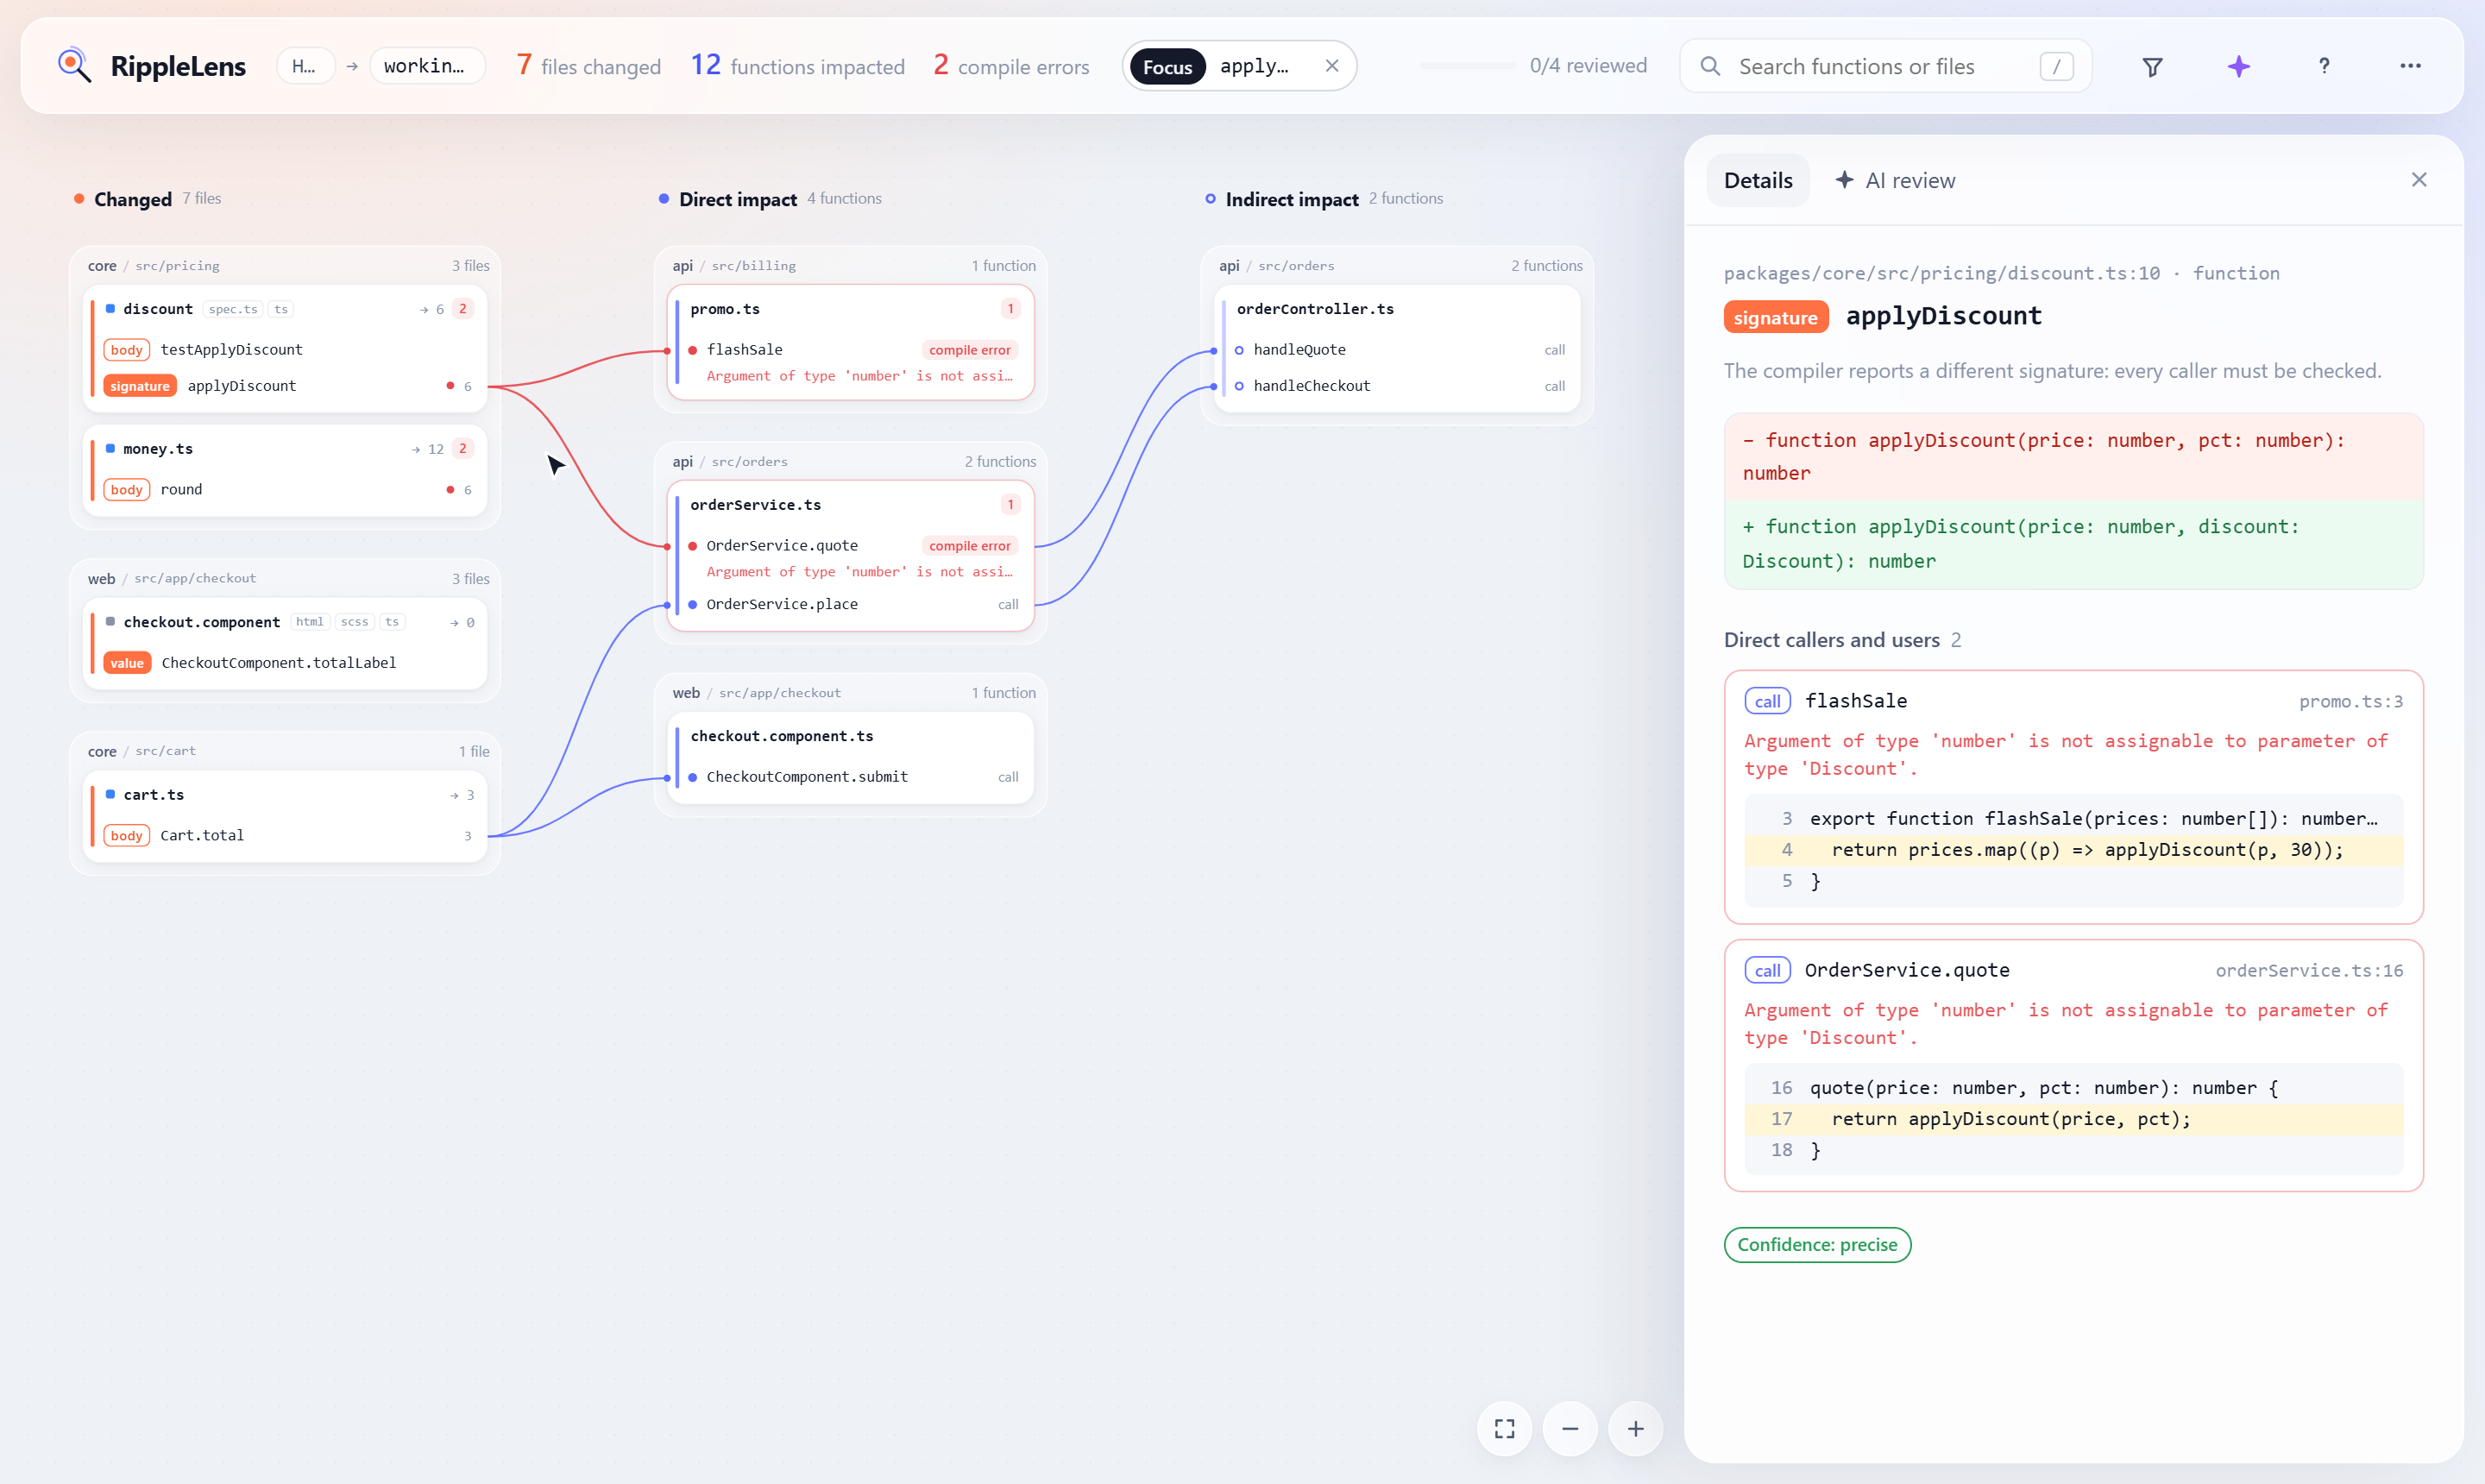 RippleLens
H...
→
workin...
7 files changed
12 functions impacted
2 compile errors
Focus apply...
0/4 reviewed
Search functions or files
/
?
Changed 7 files
core / src/pricing 3 files
discount spec.ts ts → 6 2
body testApplyDiscount
signature applyDiscount 6
money.ts → 12 2
body round 6
web / src/app/checkout 3 files
checkout.component html scss ts → 0
value CheckoutComponent.totalLabel
core / src/cart 1 file
cart.ts → 3
body Cart.total 3
Direct impact 4 functions
api / src/billing 1 function
promo.ts 1
flashSale compile error
Argument of type 'number' is not assi…
api / src/orders 2 functions
orderService.ts 1
OrderService.quote compile error
Argument of type 'number' is not assi…
OrderService.place call
web / src/app/checkout 1 function
checkout.component.ts
CheckoutComponent.submit call
Indirect impact 2 functions
api / src/orders 2 functions
orderController.ts
handleQuote call
handleCheckout call
Details
AI review
packages/core/src/pricing/discount.ts:10 · function
signature applyDiscount
The compiler reports a different signature: every caller must be checked.
− function applyDiscount(price: number, pct: number):
number
+ function applyDiscount(price: number, discount:
Discount): number
Direct callers and users 2
call flashSale promo.ts:3
Argument of type 'number' is not assignable to parameter of
type 'Discount'.
3 export function flashSale(prices: number[]): number…
4 return prices.map((p) => applyDiscount(p, 30));
5 }
call OrderService.quote orderService.ts:16
Argument of type 'number' is not assignable to parameter of
type 'Discount'.
16 quote(price: number, pct: number): number {
17 return applyDiscount(price, pct);
18 }
Confidence: precise